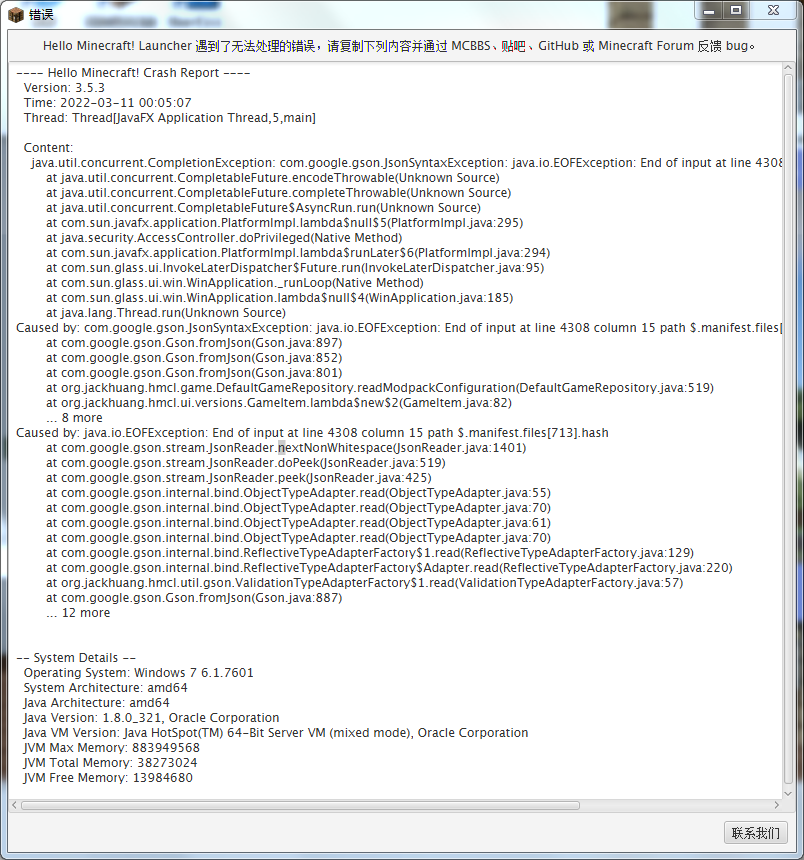 错误
Hello Minecraft! Launcher 遇到了无法处理的错误，请复制下列内容并通过 MCBBS、贴吧、GitHub 或 Minecraft Forum 反馈 bug。
---- Hello Minecraft! Crash Report ----
Version: 3.5.3
Time: 2022-03-11 00:05:07
Thread: Thread[JavaFX Application Thread,5,main]
Content:
java.util.concurrent.CompletionException: com.google.gson.JsonSyntaxException: java.io.EOFException: End of input at line 4308
at java.util.concurrent.CompletableFuture.encodeThrowable(Unknown Source)
at java.util.concurrent.CompletableFuture.completeThrowable(Unknown Source)
at java.util.concurrent.CompletableFuture$AsyncRun.run(Unknown Source)
at com.sun.javafx.application.PlatformImpl.lambda$null$5(PlatformImpl.java:295)
at java.security.AccessController.doPrivileged(Native Method)
at com.sun.javafx.application.PlatformImpl.lambda$runLater$6(PlatformImpl.java:294)
at com.sun.glass.ui.InvokeLaterDispatcher$Future.run(InvokeLaterDispatcher.java:95)
at com.sun.glass.ui.win.WinApplication._runLoop(Native Method)
at com.sun.glass.ui.win.WinApplication.lambda$null$4(WinApplication.java:185)
at java.lang.Thread.run(Unknown Source)
Caused by: com.google.gson.JsonSyntaxException: java.io.EOFException: End of input at line 4308 column 15 path $.manifest.files[
at com.google.gson.Gson.fromJson(Gson.java:897)
at com.google.gson.Gson.fromJson(Gson.java:852)
at com.google.gson.Gson.fromJson(Gson.java:801)
at org.jackhuang.hmcl.game.DefaultGameRepository.readModpackConfiguration(DefaultGameRepository.java:519)
at org.jackhuang.hmcl.ui.versions.GameItem.lambda$new$2(GameItem.java:82)
... 8 more
Caused by: java.io.EOFException: End of input at line 4308 column 15 path $.manifest.files[713].hash
at com.google.gson.stream.JsonReader.nextNonWhitespace(JsonReader.java:1401)
at com.google.gson.stream.JsonReader.doPeek(JsonReader.java:519)
at com.google.gson.stream.JsonReader.peek(JsonReader.java:425)
at com.google.gson.internal.bind.ObjectTypeAdapter.read(ObjectTypeAdapter.java:55)
at com.google.gson.internal.bind.ObjectTypeAdapter.read(ObjectTypeAdapter.java:70)
at com.google.gson.internal.bind.ObjectTypeAdapter.read(ObjectTypeAdapter.java:61)
at com.google.gson.internal.bind.ObjectTypeAdapter.read(ObjectTypeAdapter.java:70)
at com.google.gson.internal.bind.ReflectiveTypeAdapterFactory$1.read(ReflectiveTypeAdapterFactory.java:129)
at com.google.gson.internal.bind.ReflectiveTypeAdapterFactory$Adapter.read(ReflectiveTypeAdapterFactory.java:220)
at org.jackhuang.hmcl.util.gson.ValidationTypeAdapterFactory$1.read(ValidationTypeAdapterFactory.java:57)
at com.google.gson.Gson.fromJson(Gson.java:887)
... 12 more
-- System Details --
Operating System: Windows 7 6.1.7601
System Architecture: amd64
Java Architecture: amd64
Java Version: 1.8.0_321, Oracle Corporation
Java VM Version: Java HotSpot(TM) 64-Bit Server VM (mixed mode), Oracle Corporation
JVM Max Memory: 883949568
JVM Total Memory: 38273024
JVM Free Memory: 13984680
联系我们